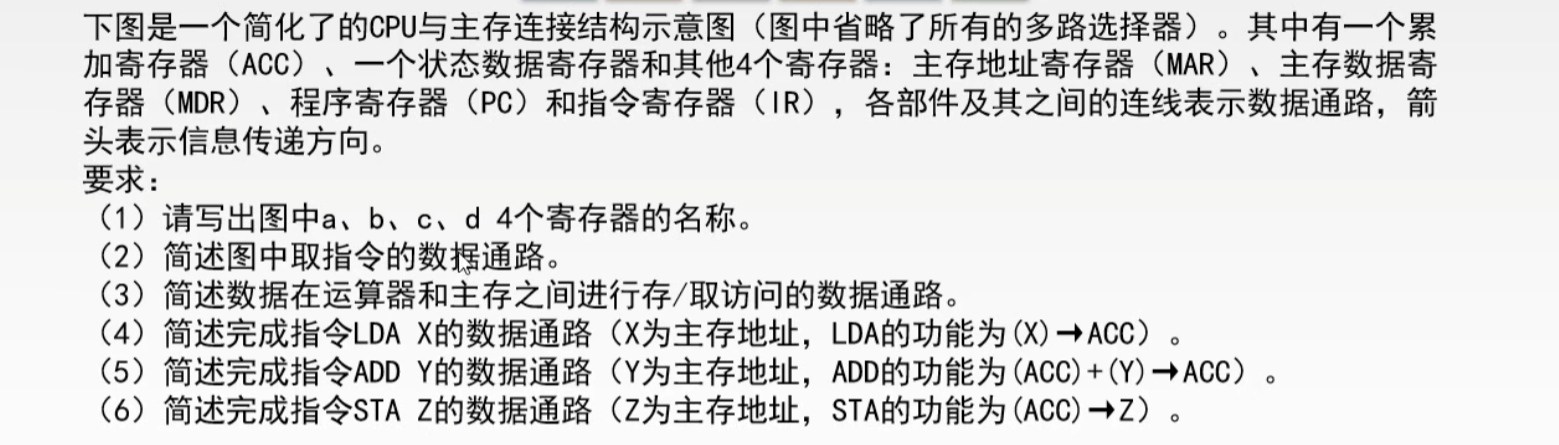 下图是一个简化了的CPU与主存连接结构示意图（图中省略了所有的多路选择器）。其中有一个累
加寄存器（ACC）、一个状态数据寄存器和其他4个寄存器：主存地址寄存器（MAR）、主存数据寄
存器（MDR）、程序寄存器（PC）和指令寄存器（IR），各部件及其之间的连线表示数据通路，箭
头表示信息传递方向。
要求：
（1）请写出图中a、b、c、d 4个寄存器的名称。
（2）简述图中取指令的数据通路。
（3）简述数据在运算器和主存之间进行存/取访问的数据通路。
（4）简述完成指令LDA X的数据通路（X为主存地址，LDA的功能为(X)→ACC）。
（5）简述完成指令ADD Y的数据通路（Y为主存地址，ADD的功能为(ACC)+(Y)→ACC）。
（6）简述完成指令STA Z的数据通路（Z为主存地址，STA的功能为(ACC)→Z）。